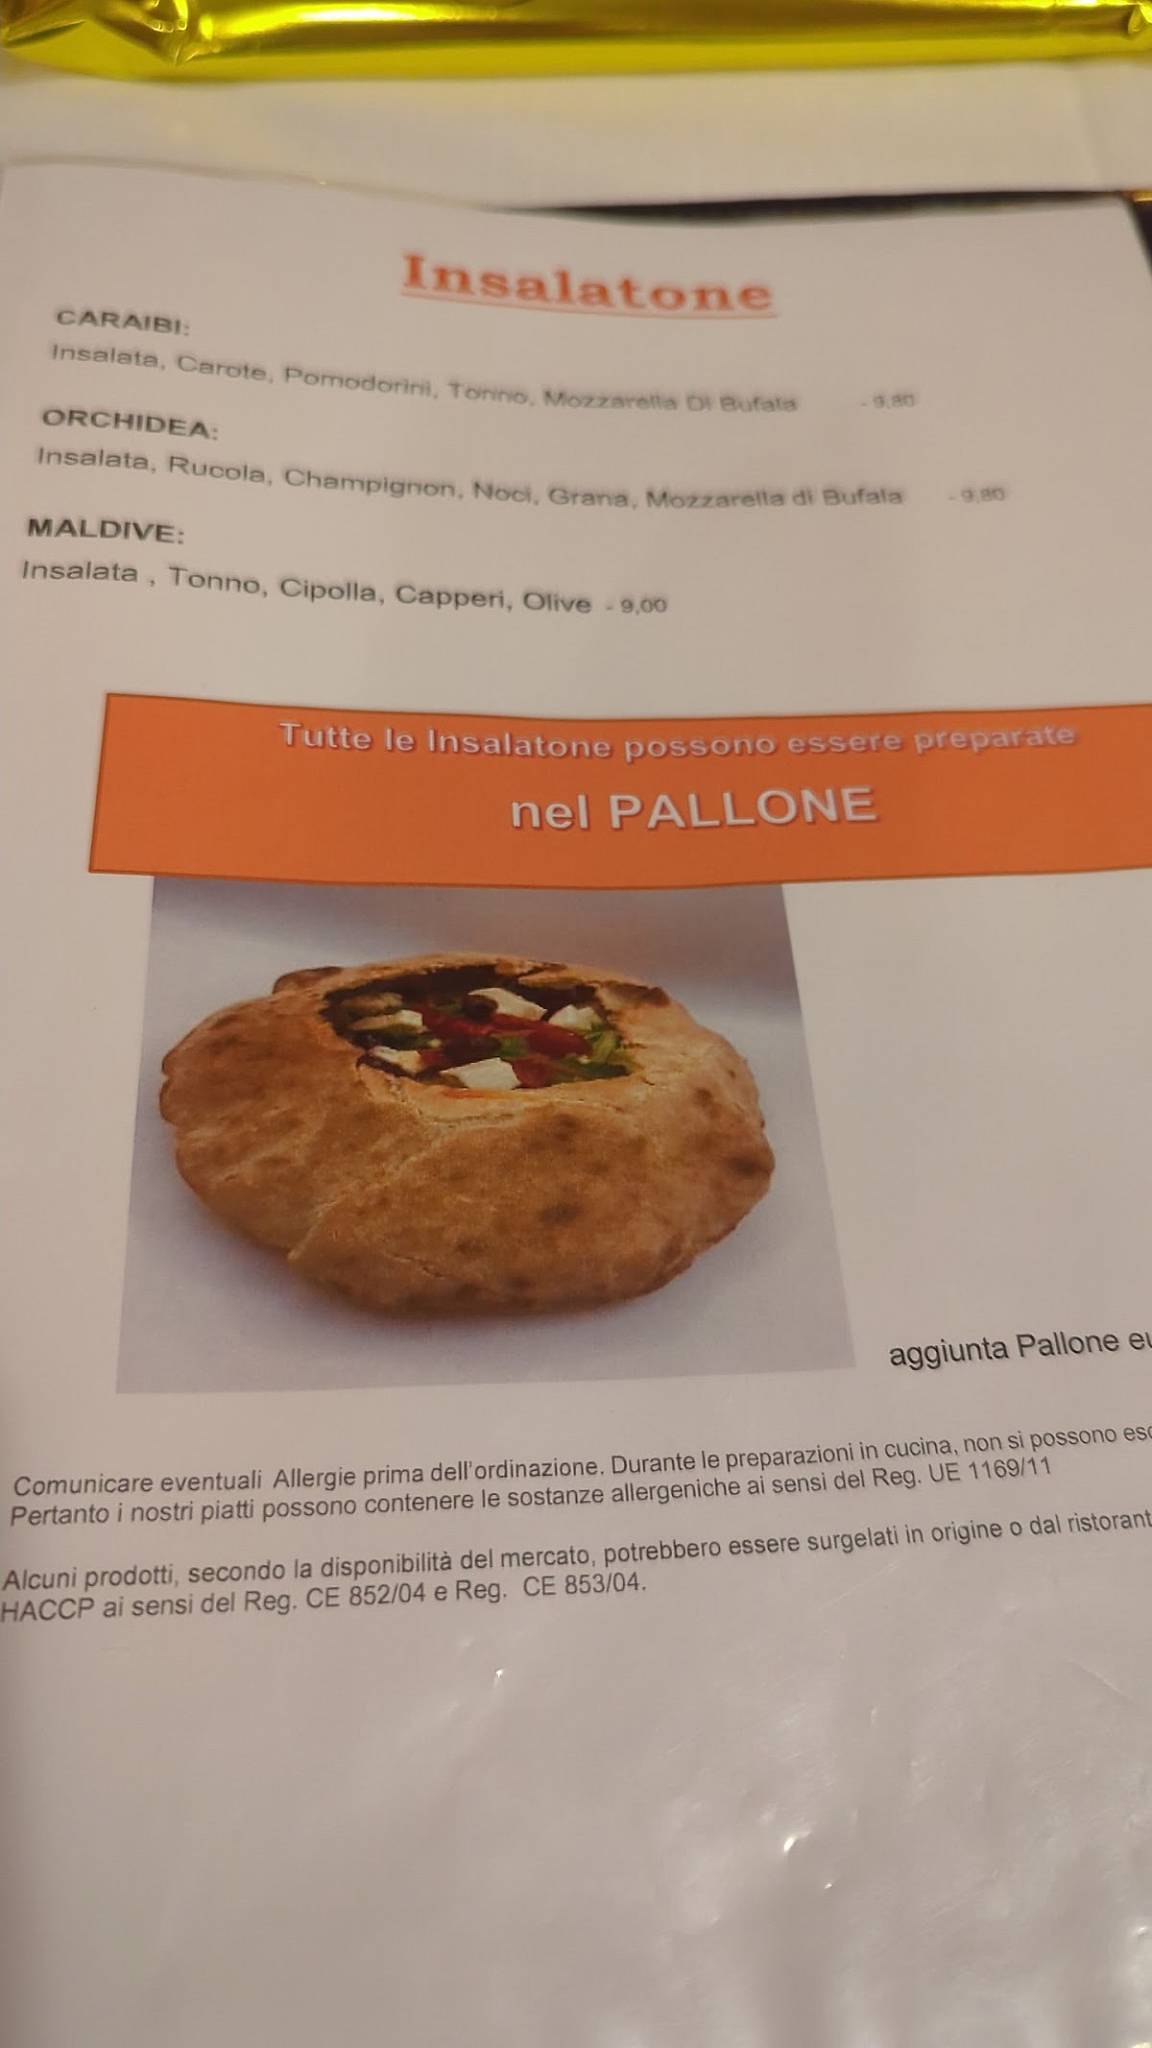 Insalatone
CARAIBI:
Insalata, Carote, Pomodorini, Tonno, Mozzarella Di Bufala - 9,80
ORCHIDEA:
Insalata, Rucola, Champignon, Noci, Grana, Mozzarella di Bufala - 9,80
MALDIVE:
Insalata , Tonno, Cipolla, Capperi, Olive - 9,00
Tutte le Insalatone possono essere preparate
nel PALLONE
aggiunta Pallone eu
Comunicare eventuali Allergie prima dell'ordinazione. Durante le preparazioni in cucina, non si possono esc
Pertanto i nostri piatti possono contenere le sostanze allergeniche ai sensi del Reg. UE 1169/11
Alcuni prodotti, secondo la disponibilità del mercato, potrebbero essere surgelati in origine o dal ristorant
HACCP ai sensi del Reg. CE 852/04 e Reg. CE 853/04.